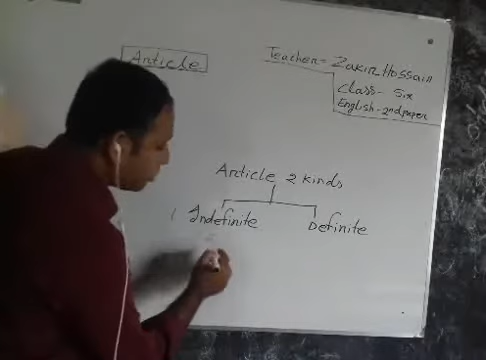 Article
Teacher = Zakir Hossain
Class - Six
English - 2nd paper
Article 2 kinds
Indefinite
Definite